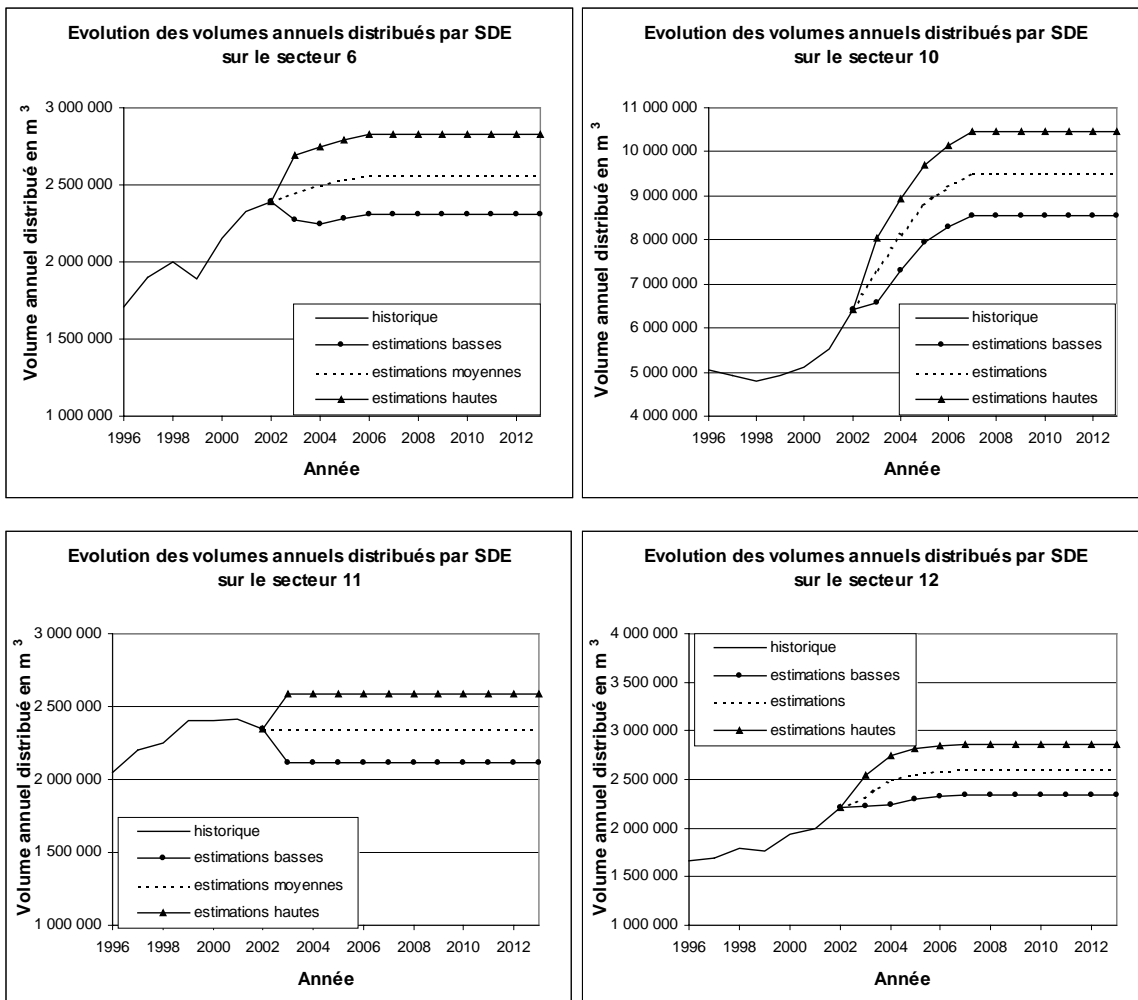 Evolution des volumes annuels distribués par SDE
sur le secteur 6
Volume annuel distribué en m 3
3 000 000
2 500 000
2 000 000
1 500 000
1 000 000
historique
estimations basses
estimations moyennes
estimations hautes
1996 1998 2000 2002 2004 2006 2008 2010 2012
Année
Evolution des volumes annuels distribués par SDE
sur le secteur 10
Volume annuel distribué en m 3
11 000 000
10 000 000
9 000 000
8 000 000
7 000 000
6 000 000
5 000 000
4 000 000
historique
estimations basses
estimations
estimations hautes
1996 1998 2000 2002 2004 2006 2008 2010 2012
Année
Evolution des volumes annuels distribués par SDE
sur le secteur 11
Volume annuel distribué en m 3
3 000 000
2 500 000
2 000 000
1 500 000
1 000 000
historique
estimations basses
estimations moyennes
estimations hautes
1996 1998 2000 2002 2004 2006 2008 2010 2012
Année
Evolution des volumes annuels distribués par SDE
sur le secteur 12
Volume annuel distribué en m 3
4 000 000
3 500 000
3 000 000
2 500 000
2 000 000
1 500 000
1 000 000
historique
estimations basses
estimations
estimations hautes
1996 1998 2000 2002 2004 2006 2008 2010 2012
Année